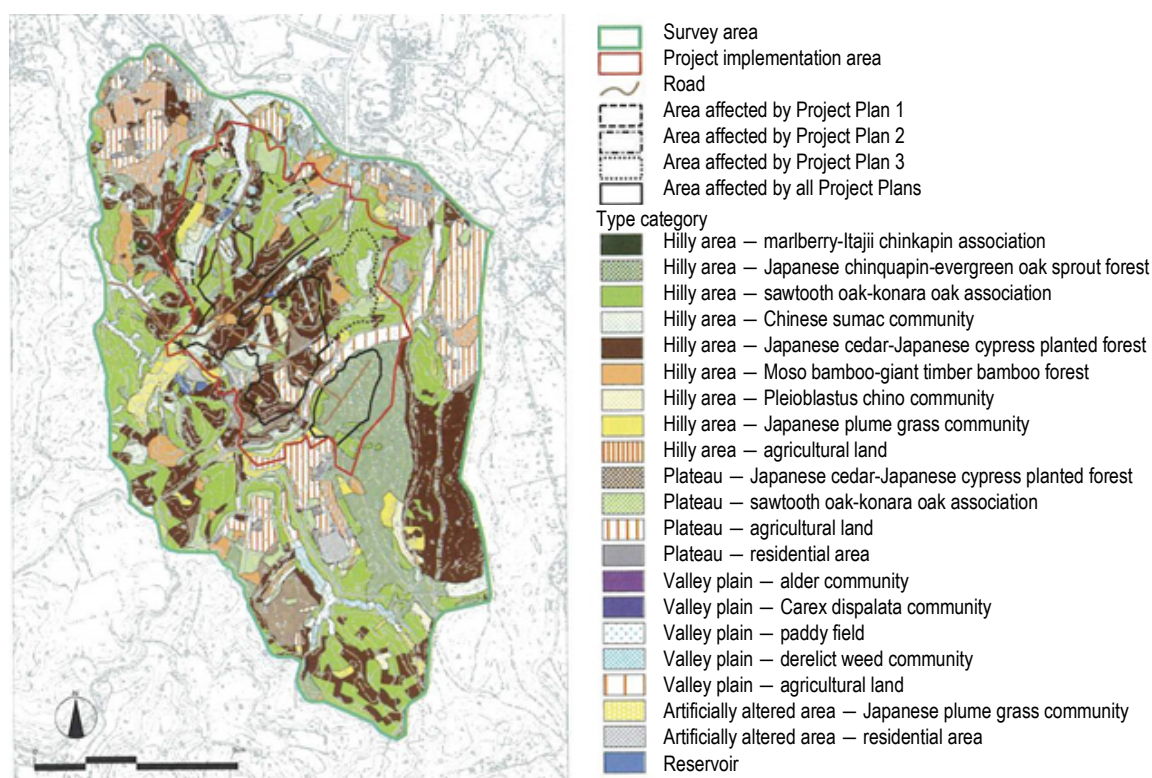 Survey area
Project implementation area
Road
Area affected by Project Plan 1
Area affected by Project Plan 2
Area affected by Project Plan 3
Area affected by all Project Plans
Type category
Hilly area — marlberry-Itajii chinkapin association
Hilly area — Japanese chinquapin-evergreen oak sprout forest
Hilly area — sawtooth oak-konara oak association
Hilly area — Chinese sumac community
Hilly area — Japanese cedar-Japanese cypress planted forest
Hilly area — Moso bamboo-giant timber bamboo forest
Hilly area — Pleioblastus chino community
Hilly area — Japanese plume grass community
Hilly area — agricultural land
Plateau — Japanese cedar-Japanese cypress planted forest
Plateau — sawtooth oak-konara oak association
Plateau — agricultural land
Plateau — residential area
Valley plain — alder community
Valley plain — Carex dispalata community
Valley plain — paddy field
Valley plain — derelict weed community
Valley plain — agricultural land
Artificially altered area — Japanese plume grass community
Artificially altered area — residential area
Reservoir
N